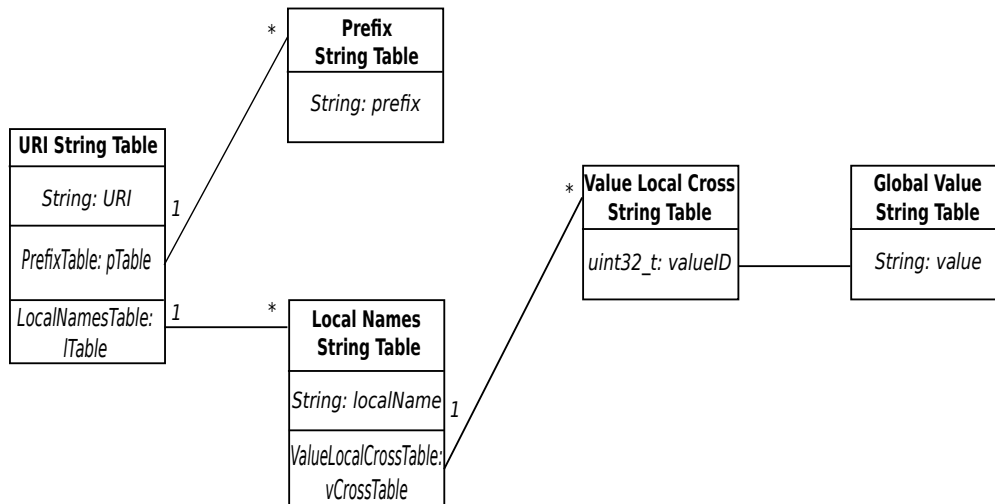 *
Prefix
String Table
String: prefix
URI String Table
String: URI
1
PrefixTable: pTable
LocalNamesTable:
lTable
1
*
Local Names
String Table
String: localName
1
ValueLocalCrossTable:
vCrossTable
*
Value Local Cross
String Table
uint32_t: valueID
Global Value
String Table
String: value